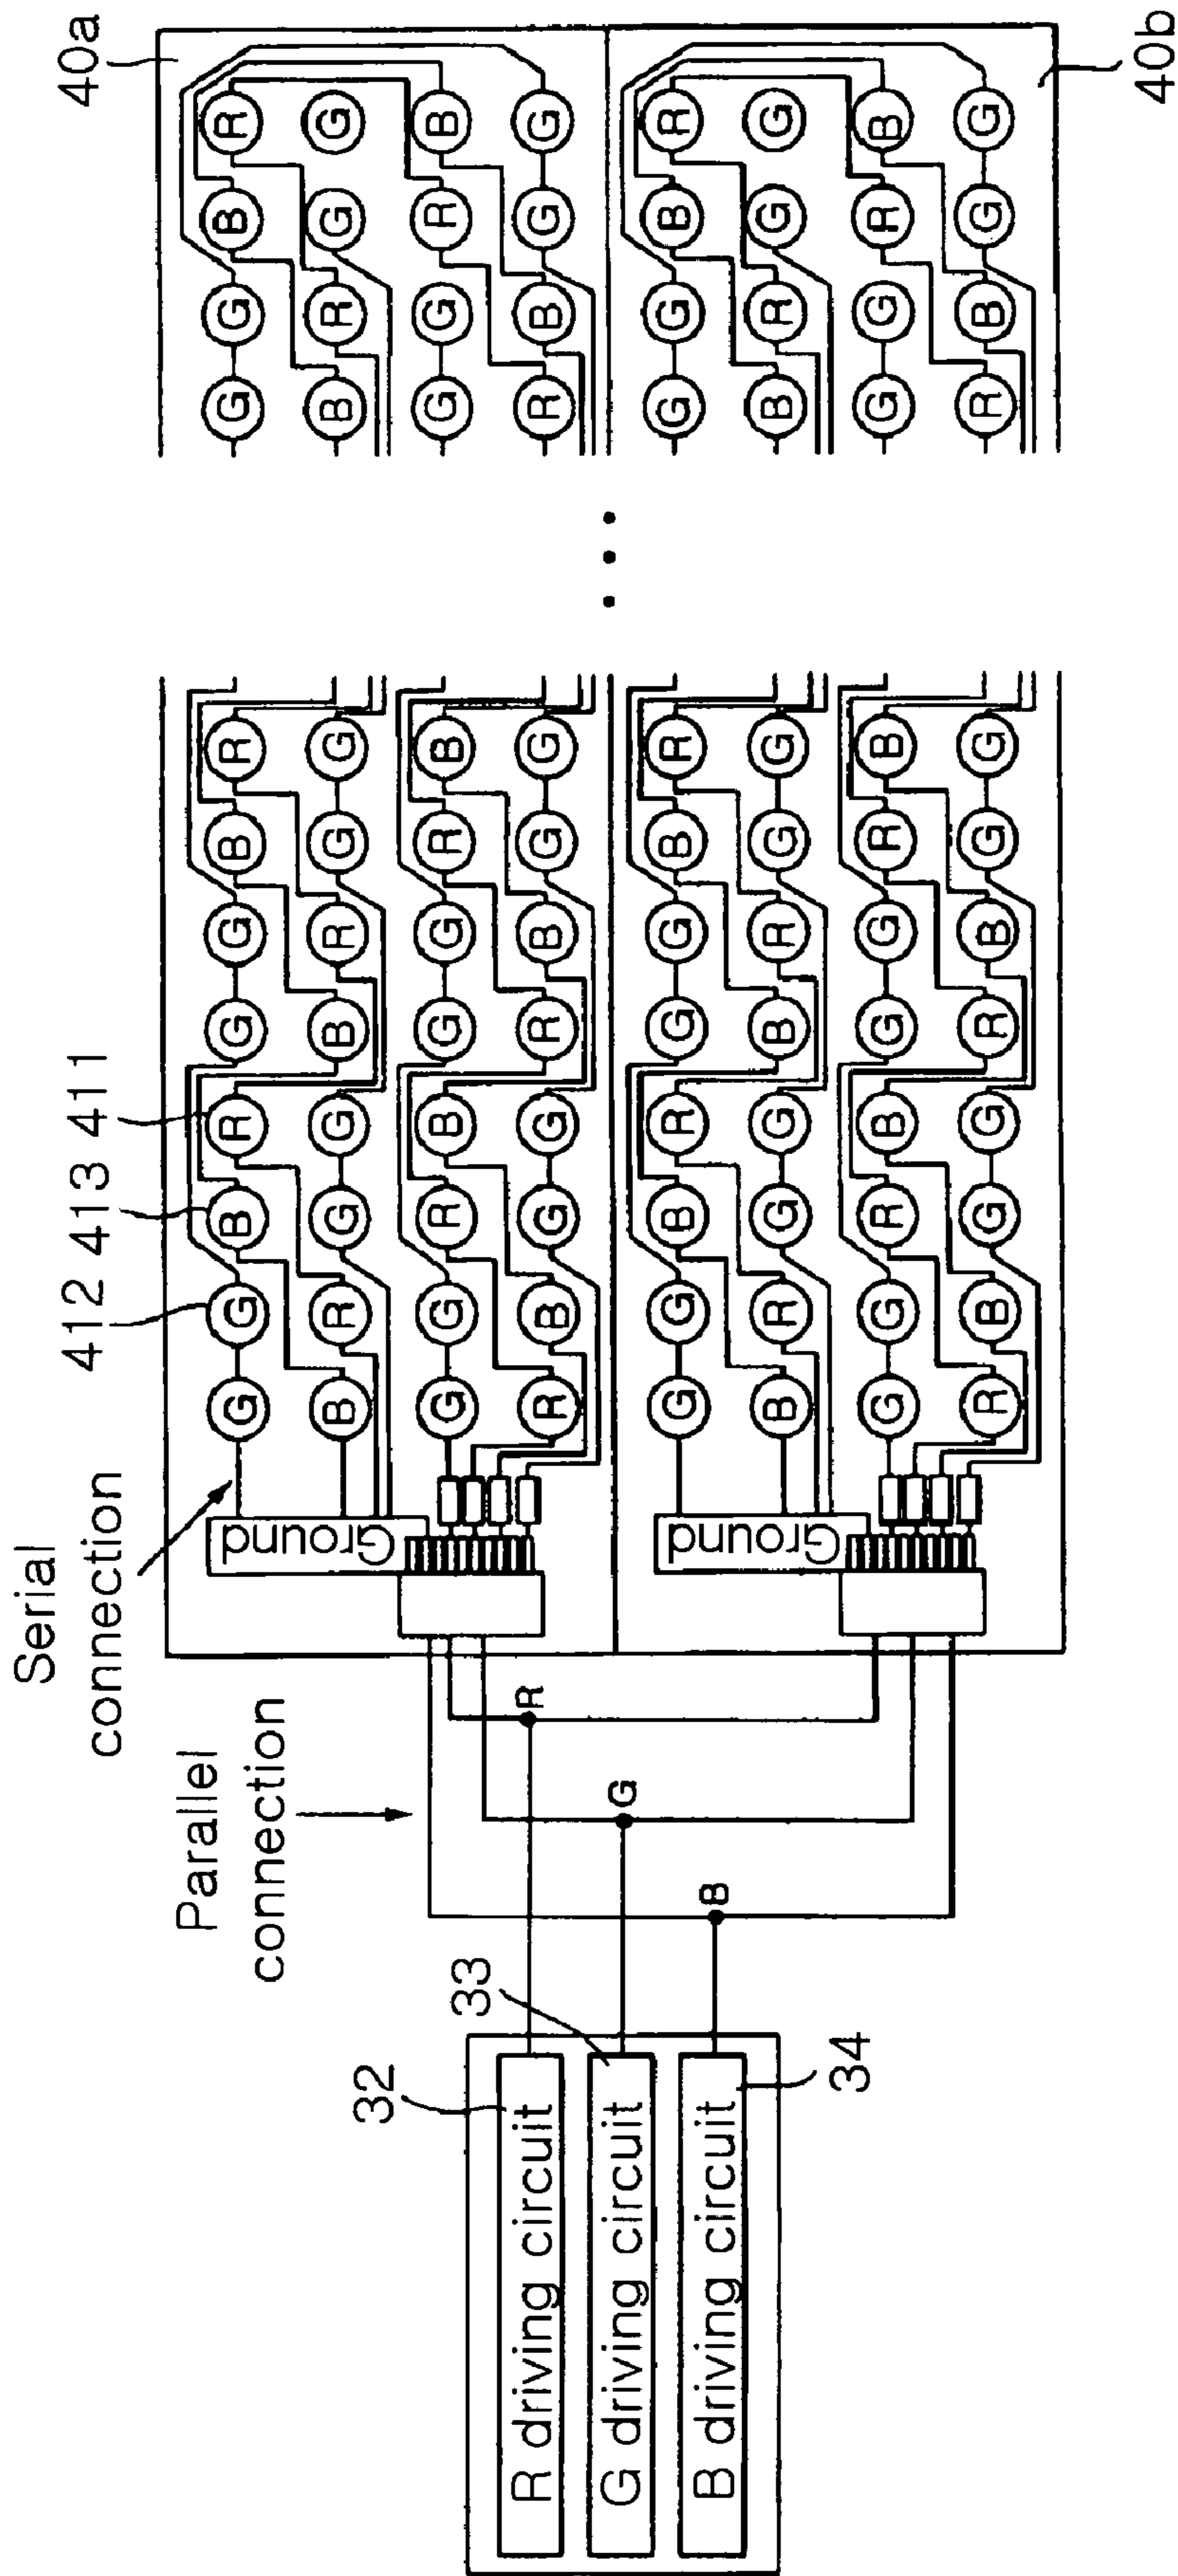 Serial
connection
412 413 411
40a
Parallel
connection
G G B R G G B R G G B R
B R G G B R G G B R G G
Ground
G G R B G G R B G G R B
R B G G R B G G R B G G
32
R driving circuit
R
33
G driving circuit
G
B driving circuit
B
34
...
G G B R G G B R G G B R
B R G G B R G G B R G G
Ground
G G R B G G R B G G R B
R B G G R B G G R B G G
40b